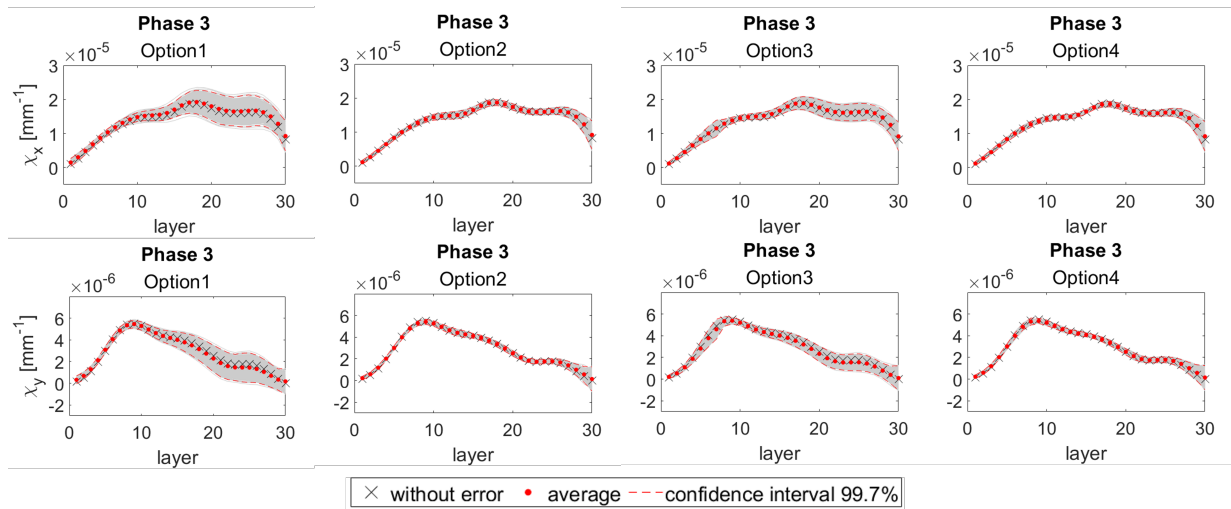 Phase 3
Option1
×10⁻⁵
3
2
1
0
χx [mm⁻¹]
0 10 20 30
layer
Phase 3
Option2
×10⁻⁵
3
2
1
0
0 10 20 30
layer
Phase 3
Option3
×10⁻⁵
3
2
1
0
0 10 20 30
layer
Phase 3
Option4
×10⁻⁵
3
2
1
0
0 10 20 30
layer
Phase 3
Option1
×10⁻⁶
6
4
2
0
-2
χy [mm⁻¹]
0 10 20 30
layer
Phase 3
Option2
×10⁻⁶
6
4
2
0
-2
0 10 20 30
layer
Phase 3
Option3
×10⁻⁶
6
4
2
0
-2
0 10 20 30
layer
Phase 3
Option4
×10⁻⁶
6
4
2
0
-2
0 10 20 30
layer
without error average confidence interval 99.7%